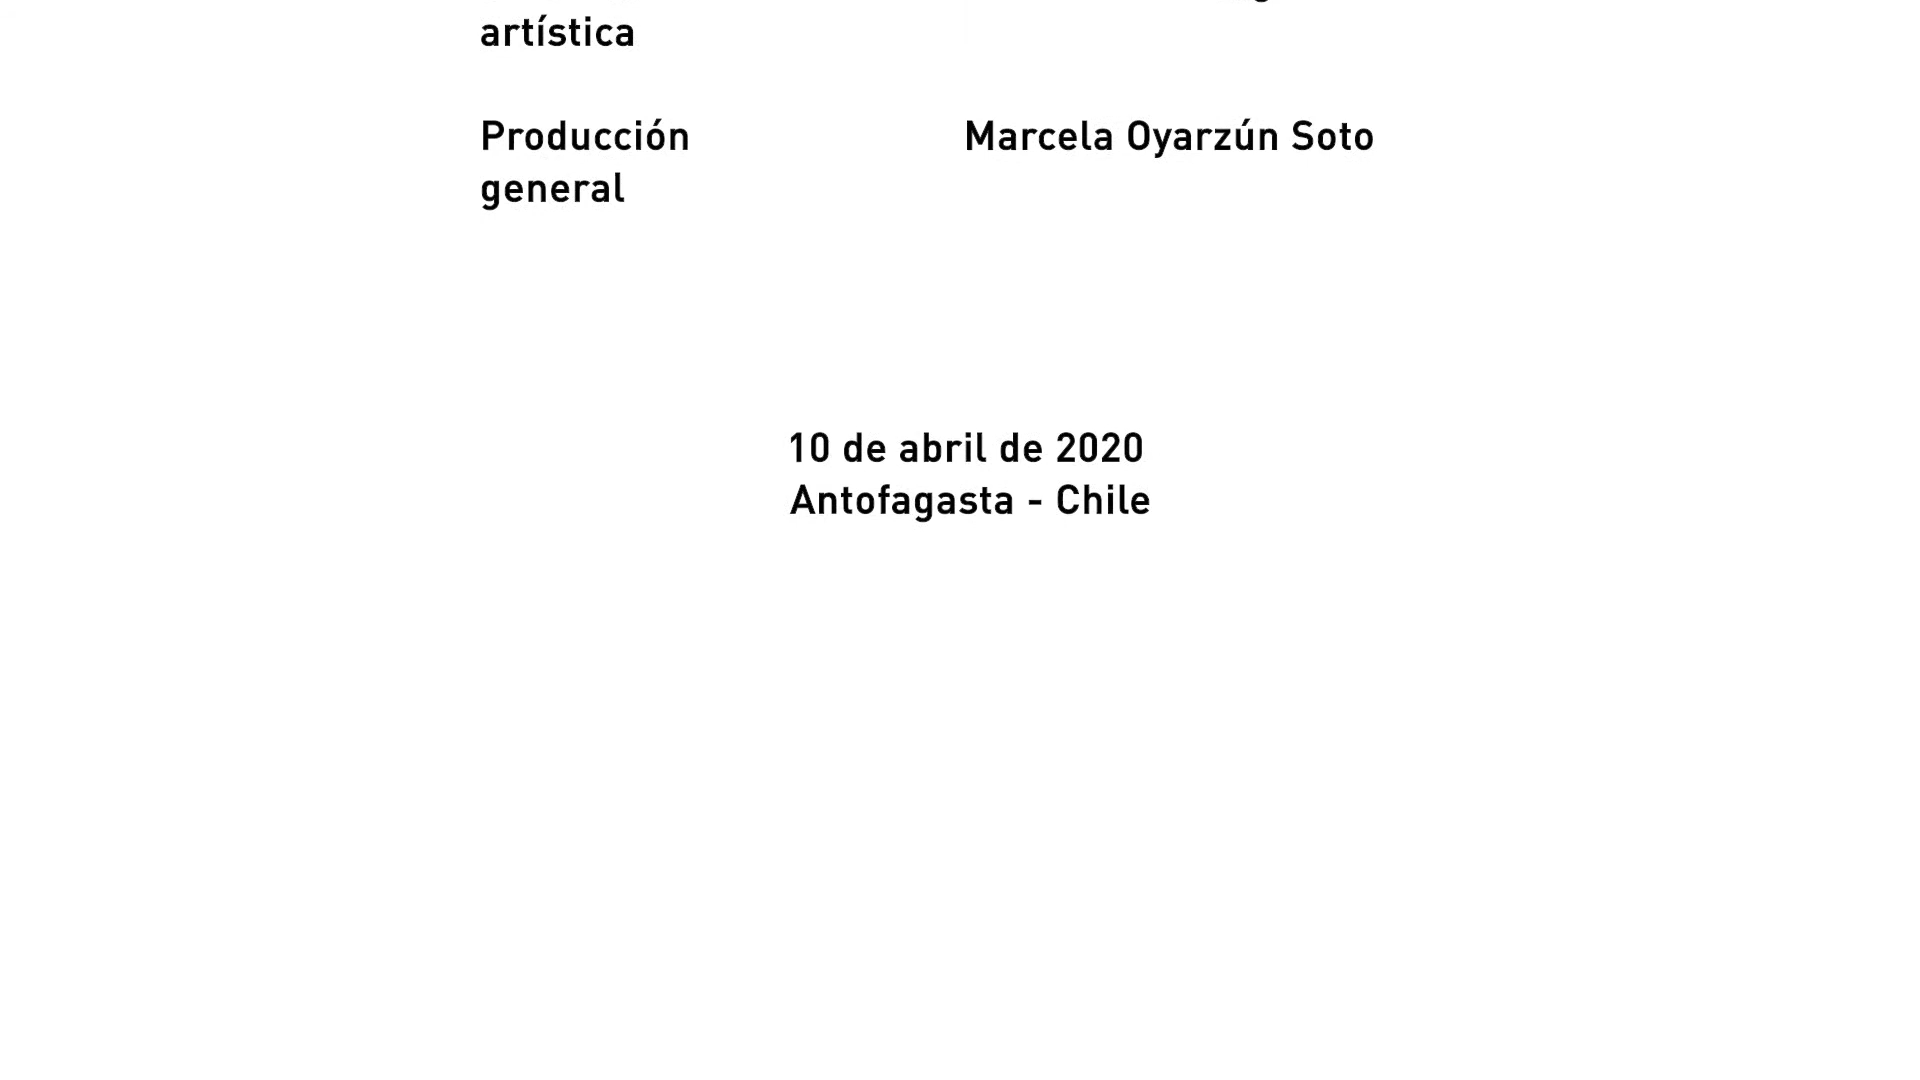 artística
Producción
general
Marcela Oyarzún Soto
10 de abril de 2020
Antofagasta - Chile